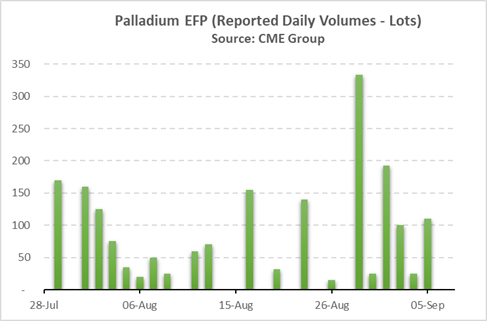 Palladium EFP (Reported Daily Volumes - Lots)
Source: CME Group
350
300
250
200
150
100
50
-
28-Jul 06-Aug 15-Aug 26-Aug 05-Sep